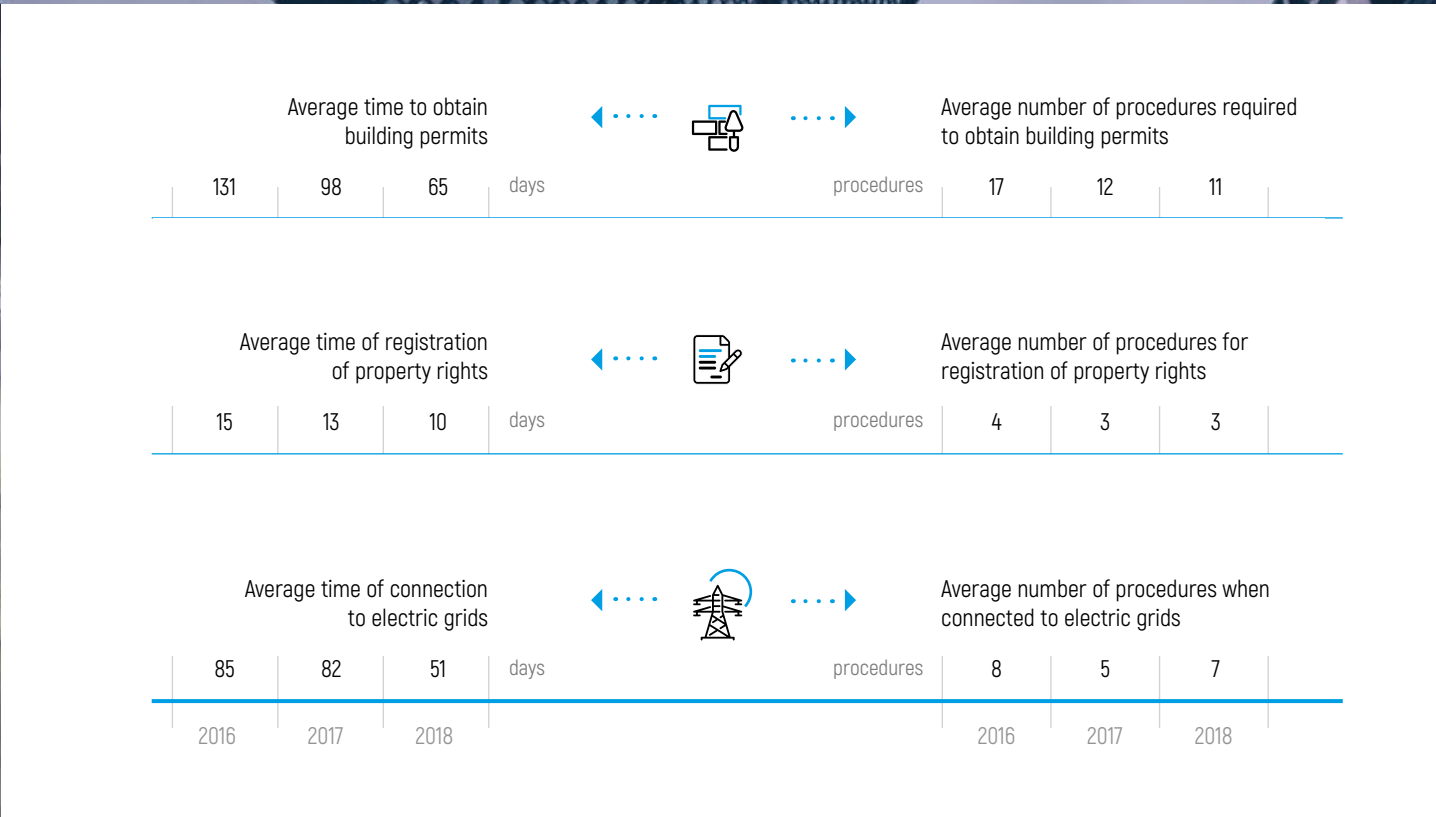 Average time to obtain
building permits
Average number of procedures required
to obtain building permits
131 98 65 days procedures 17 12 11
Average time of registration
of property rights
Average number of procedures for
registration of property rights
15 13 10 days procedures 4 3 3
Average time of connection
to electric grids
Average number of procedures when
connected to electric grids
85 82 51 days procedures 8 5 7
2016 2017 2018 2016 2017 2018